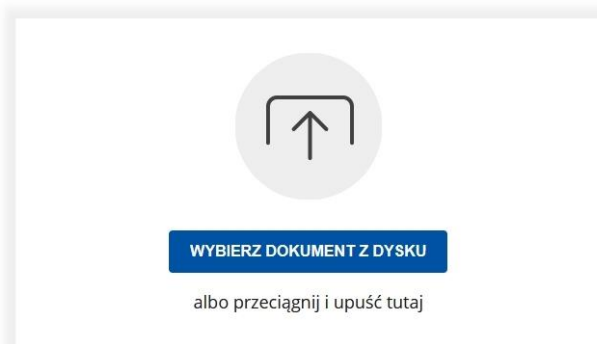 WYBIERZ DOKUMENT Z DYSKU
albo przeciągnij i upuść tutaj